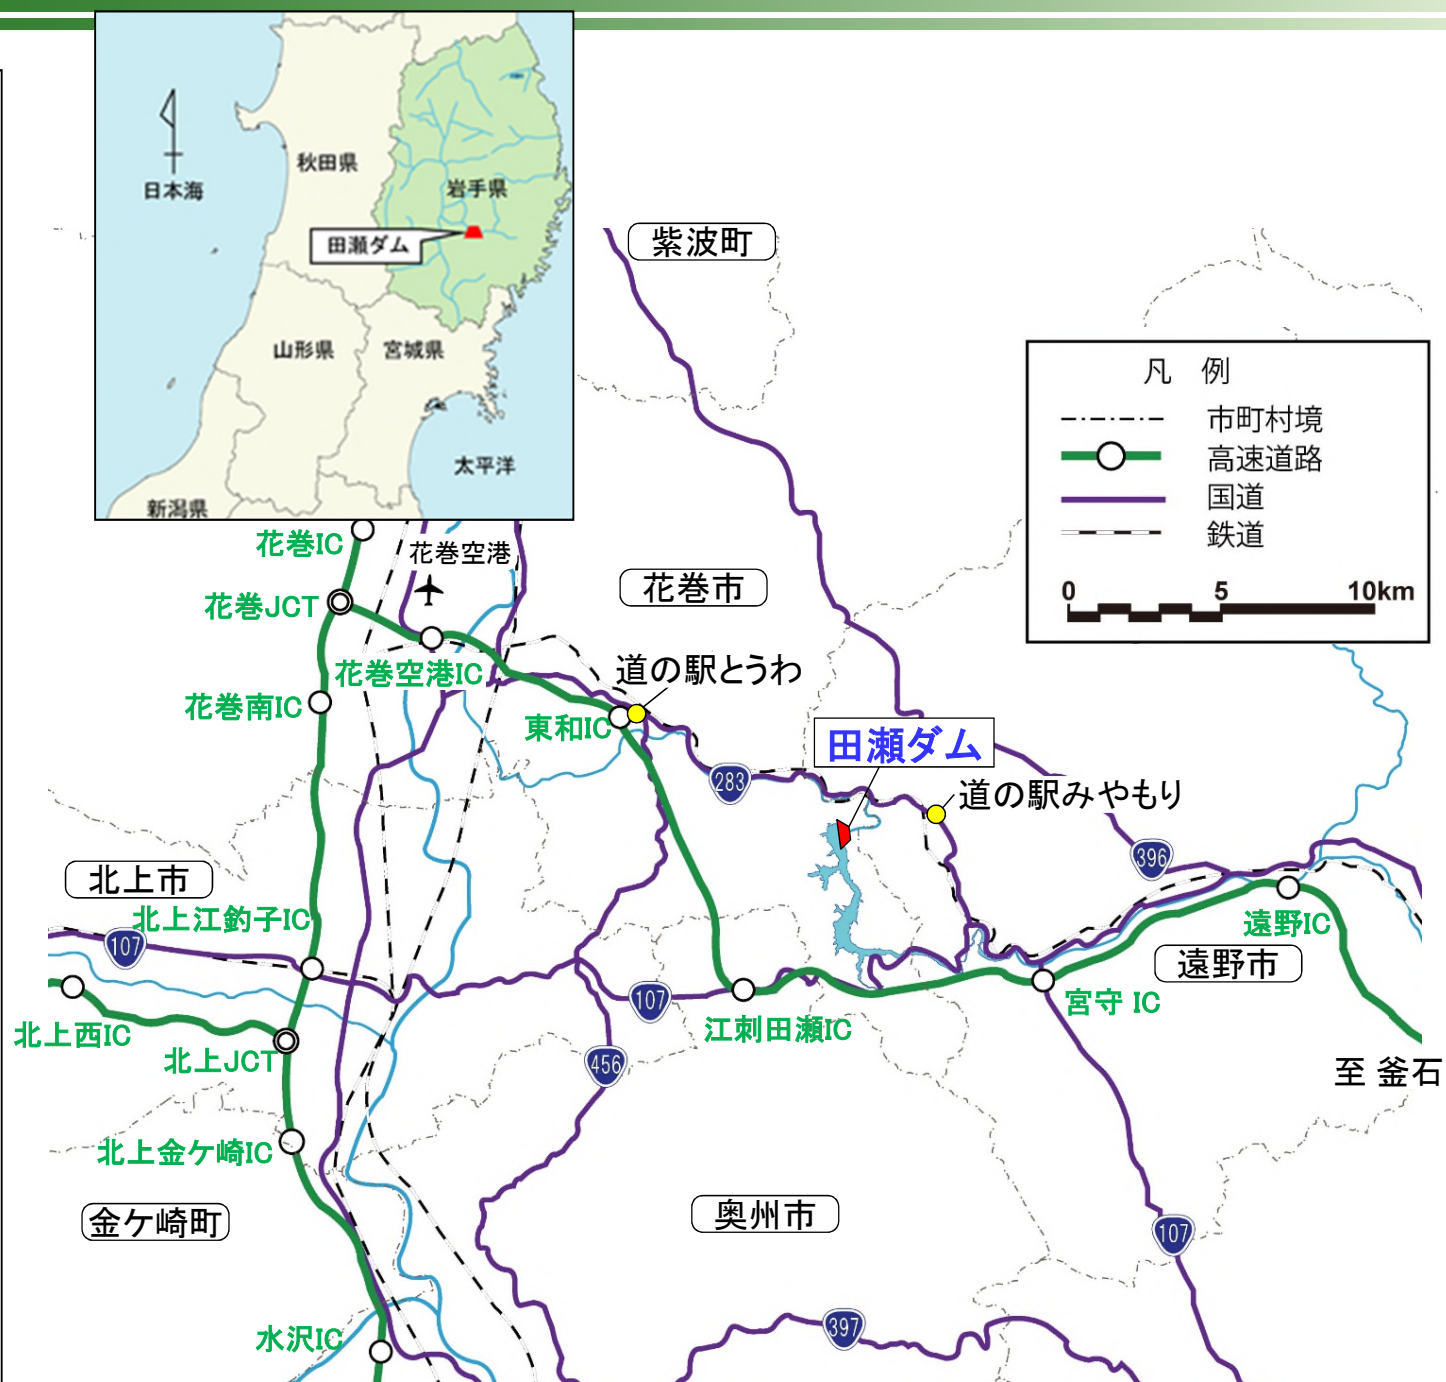 秋田県
岩手県
日本海
田瀬ダム
山形県
宮城県
太平洋
新潟県
紫波町
凡 例
市町村境
高速道路
国道
鉄道
0 5 10km
花巻IC
花巻空港
花巻JCT
花巻市
花巻空港IC
道の駅とうわ
花巻南IC
東和IC
田瀬ダム
283
道の駅みやもり
396
北上市
北上江釣子IC
107
遠野IC
遠野市
北上西IC
107
宮守 IC
江刺田瀬IC
北上JCT
456
至 釜石
北上金ケ崎IC
金ケ崎町
奥州市
107
水沢IC
397